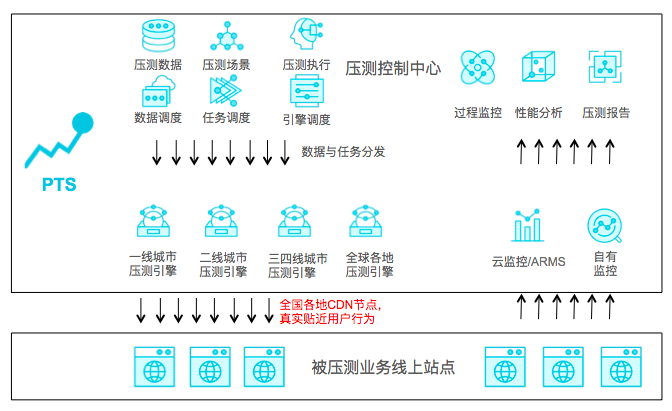 压测数据
压测场景
压测执行
压测控制中心
数据调度
任务调度
引擎调度
过程监控
性能分析
压测报告
数据与任务分发
PTS
一线城市
压测引擎
二线城市
压测引擎
三四线城市
压测引擎
全球各地
压测引擎
云监控/ARMS
自有
监控
全国各地CDN节点，
真实贴近用户行为
被压测业务线上站点